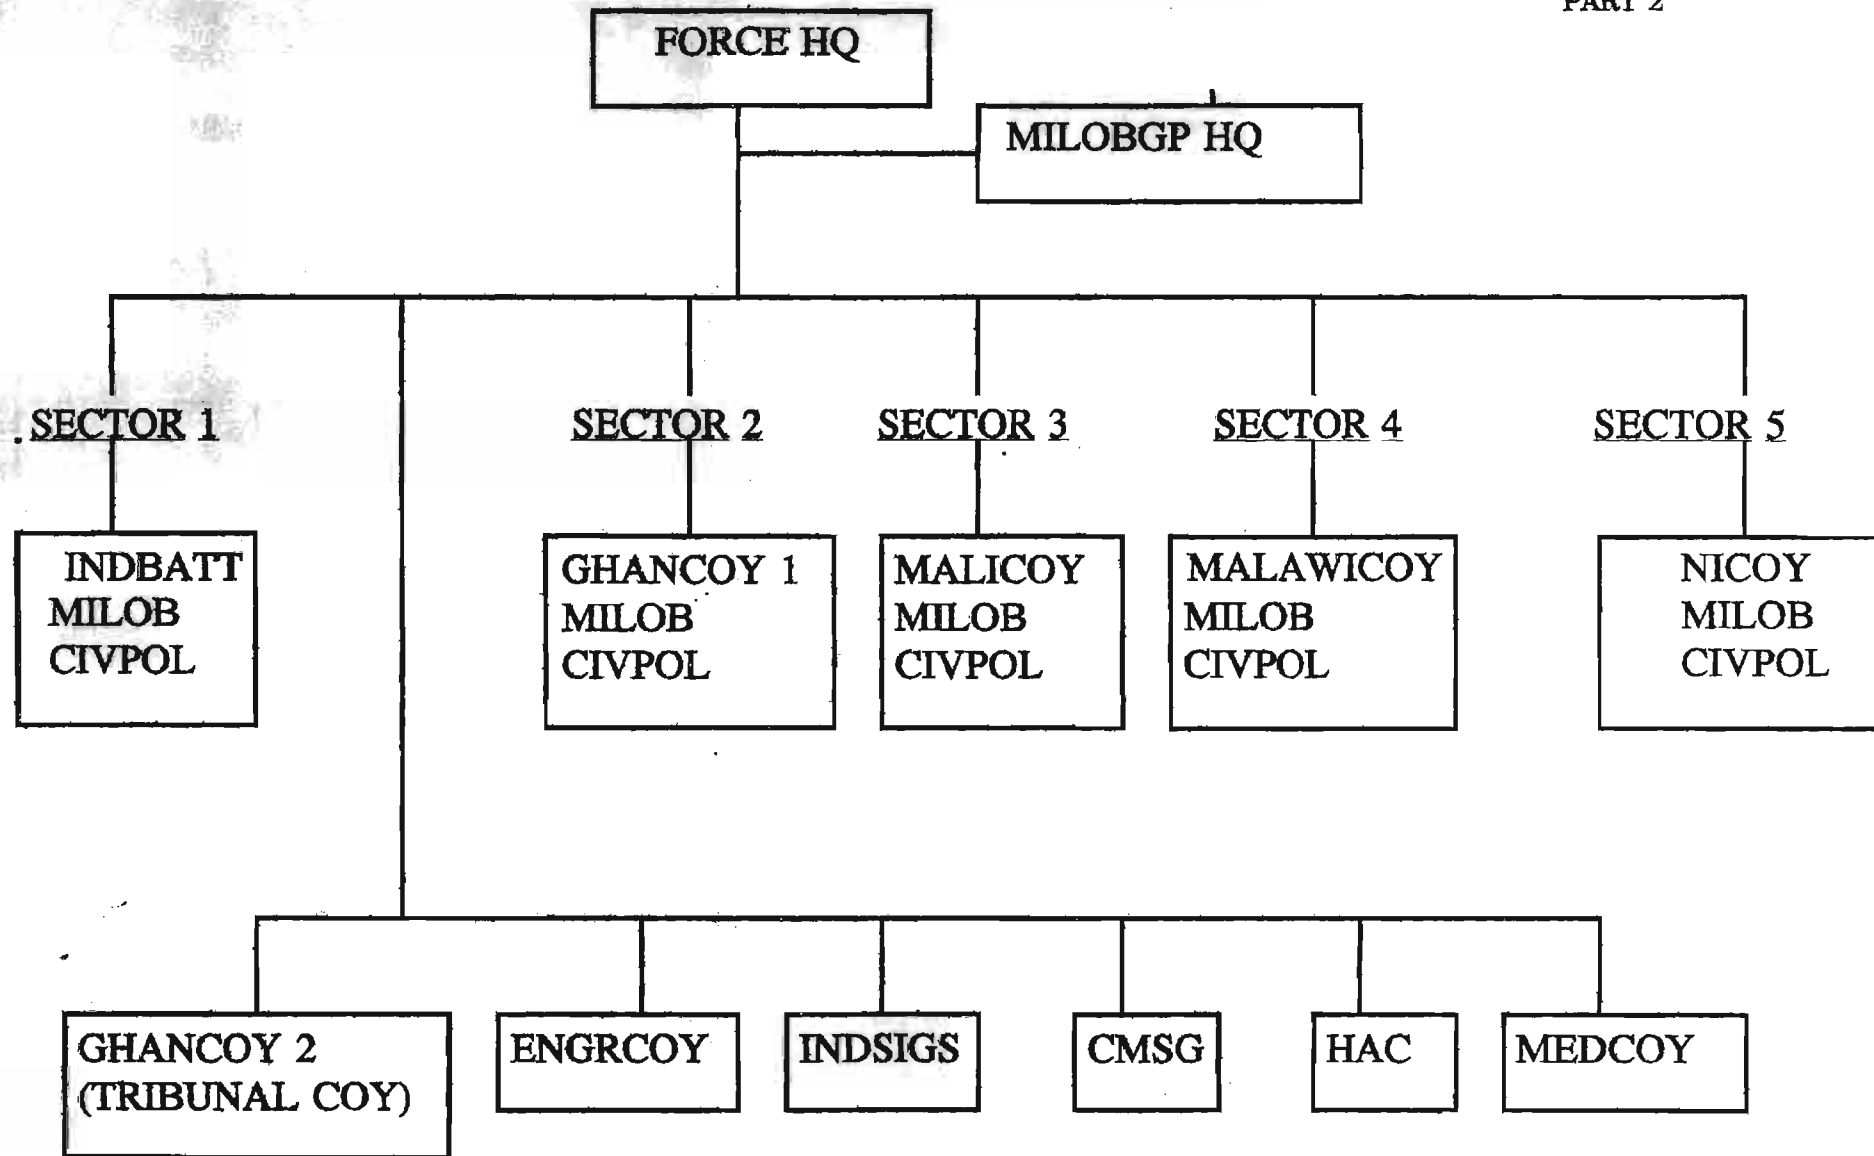 PART 2
FORCE HQ
MILOBGP HQ
SECTOR 1
SECTOR 2
SECTOR 3
SECTOR 4
SECTOR 5
INDBATT
MILOB
CIVPOL
GHANCOY 1
MILOB
CIVPOL
MALICOY
MILOB
CIVPOL
MALAWICOY
MILOB
CIVPOL
NICOY
MILOB
CIVPOL
GHANCOY 2
(TRIBUNAL COY)
ENGRCOY
INDSIGS
CMSG
HAC
MEDCOY